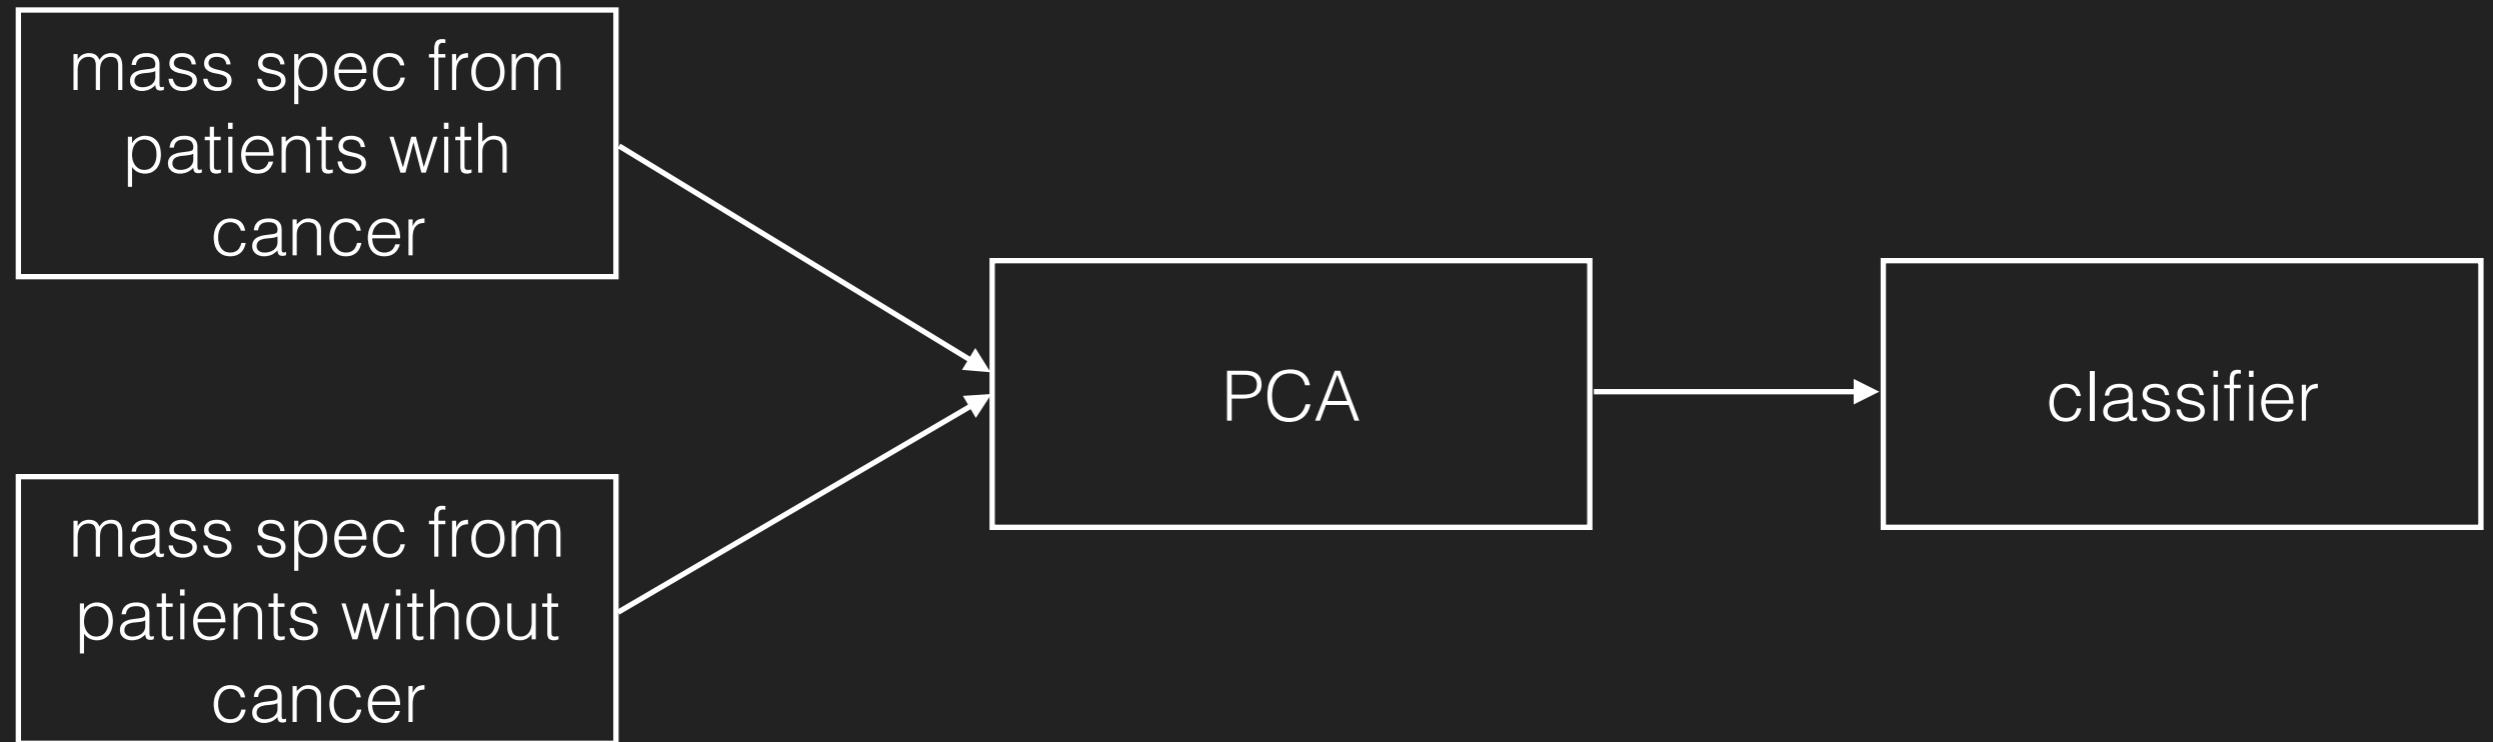 mass spec from
patients with
cancer
PCA
classifier
mass spec from
patients without
cancer